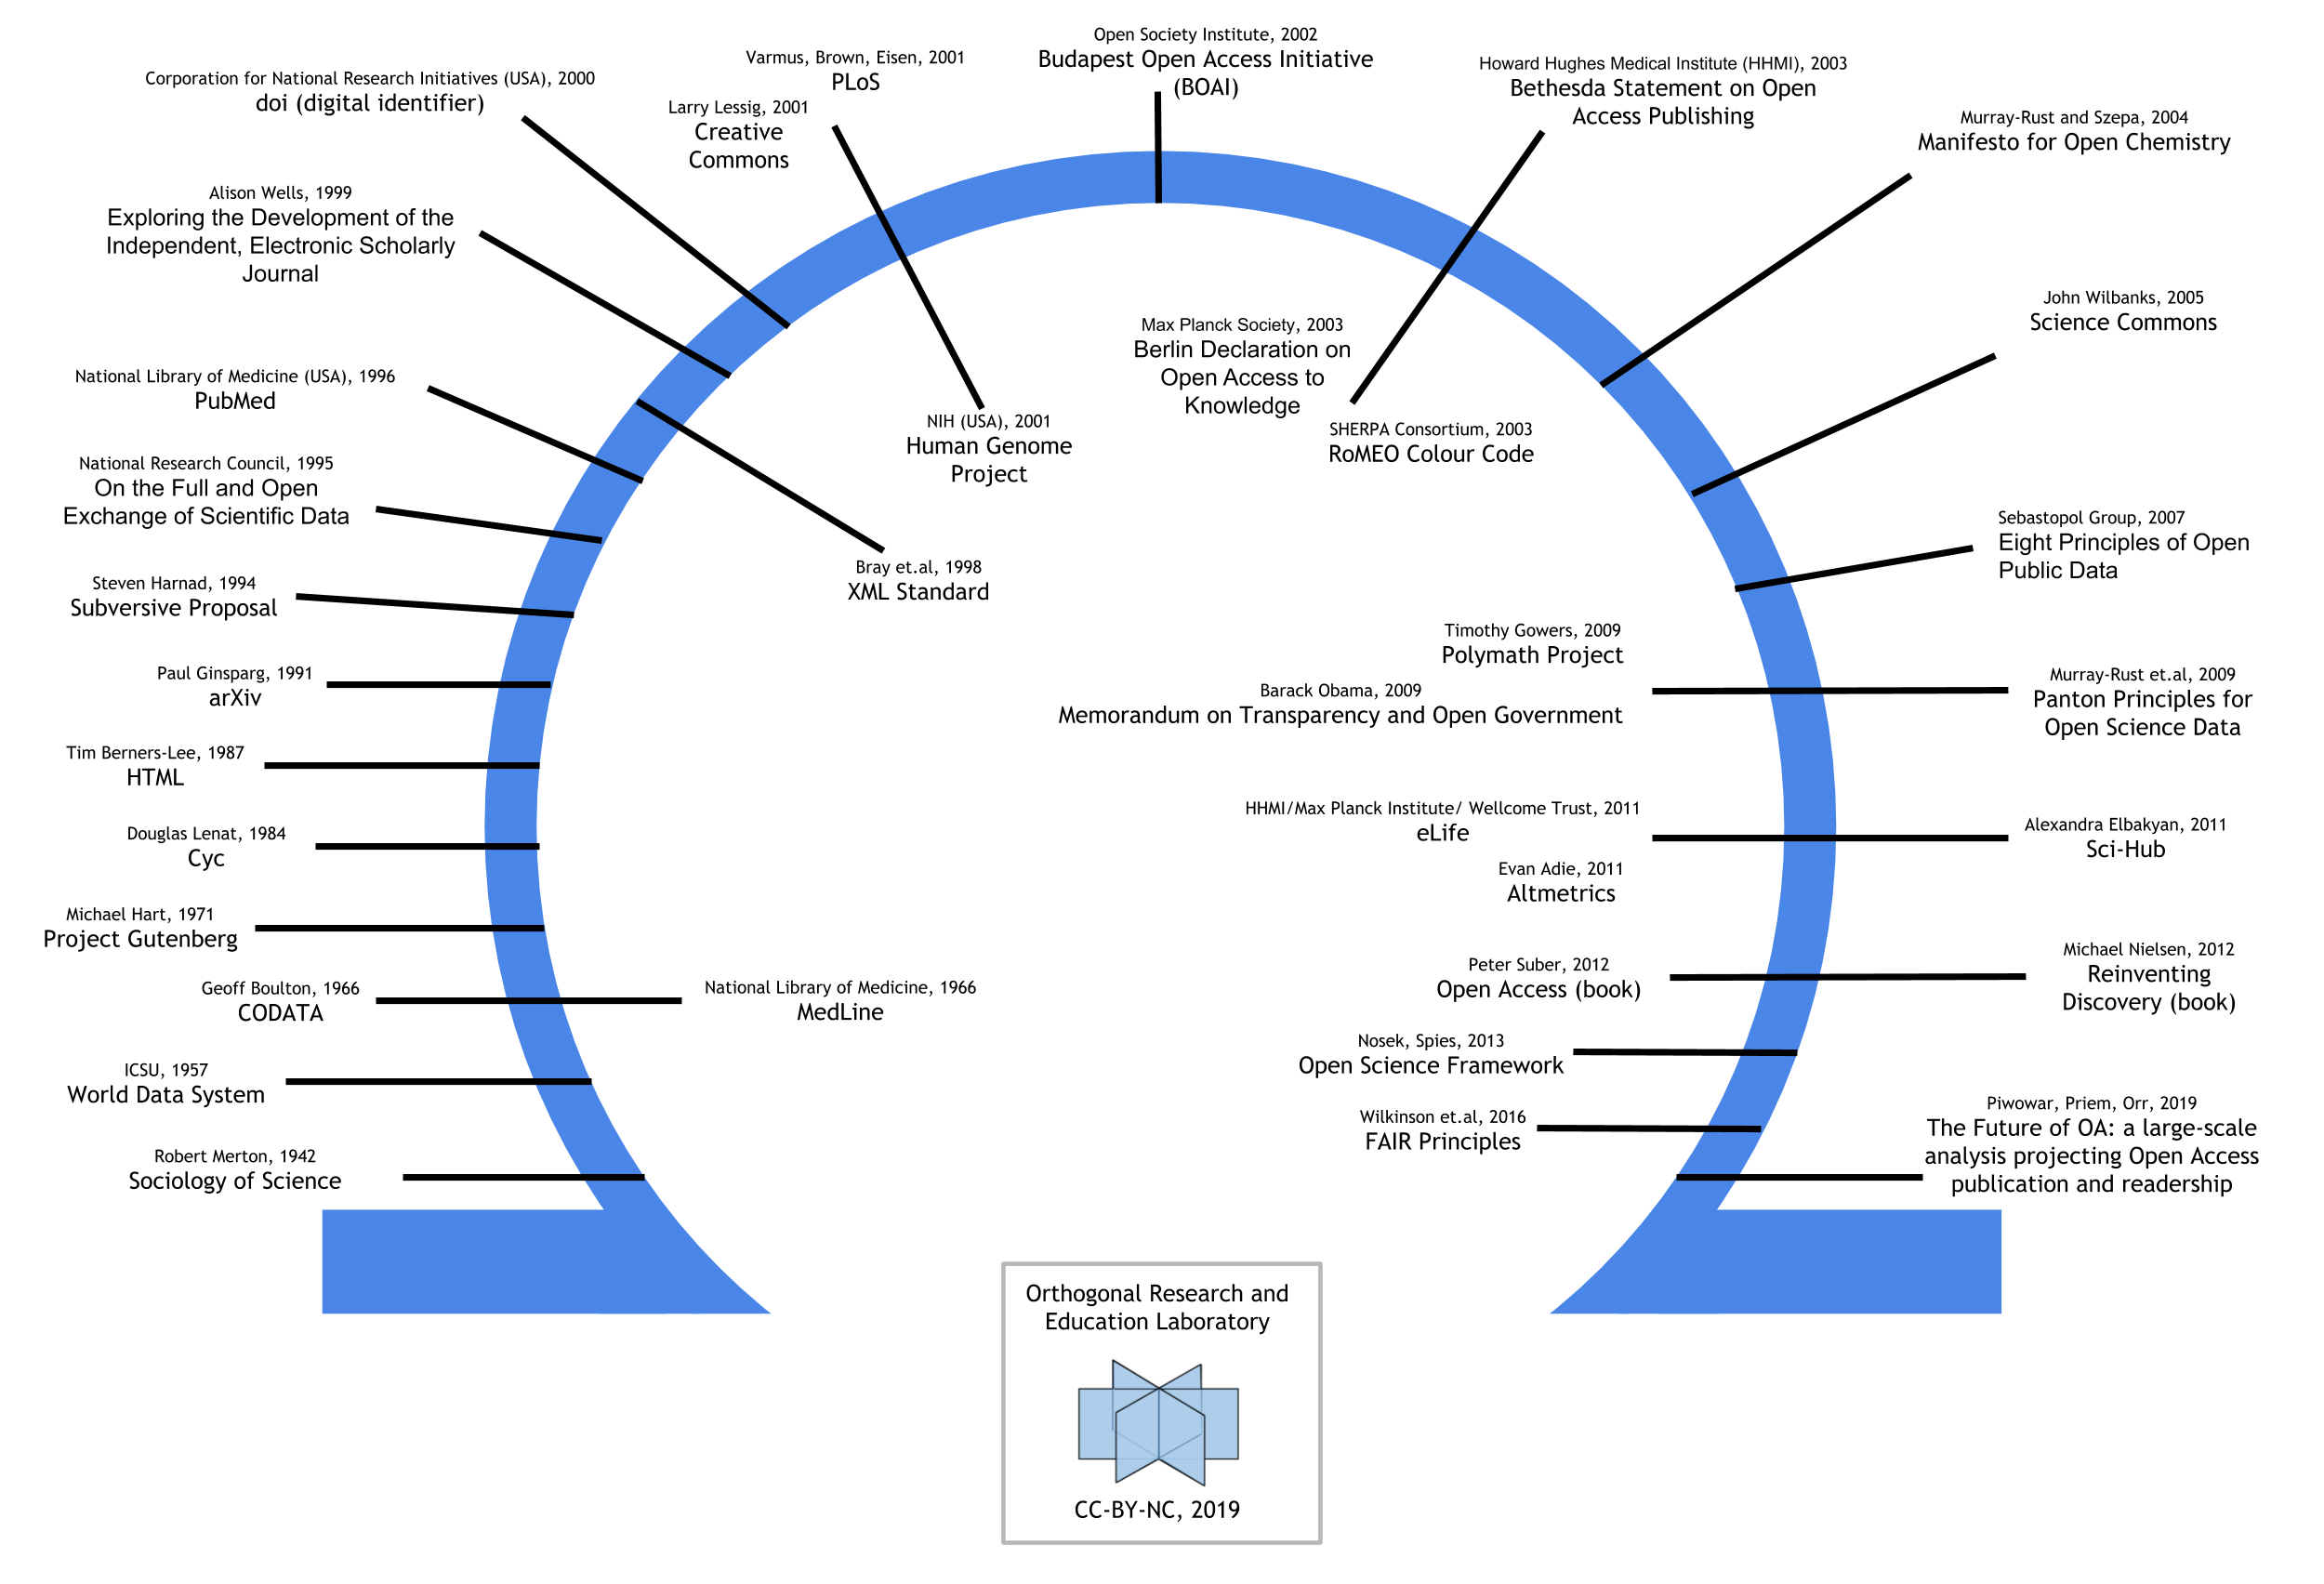 Open Society Institute, 2002
Budapest Open Access Initiative
(BOAI)
Varmus, Brown, Eisen, 2001
PLoS
Larry Lessig, 2001
Creative
Commons
Corporation for National Research Initiatives (USA), 2000
doi (digital identifier)
Howard Hughes Medical Institute (HHMI), 2003
Bethesda Statement on Open
Access Publishing
Murray-Rust and Szepa, 2004
Manifesto for Open Chemistry
Alison Wells, 1999
Exploring the Development of the
Independent, Electronic Scholarly
Journal
John Wilbanks, 2005
Science Commons
Max Planck Society, 2003
Berlin Declaration on
Open Access to
Knowledge
National Library of Medicine (USA), 1996
PubMed
NIH (USA), 2001
Human Genome
Project
SHERPA Consortium, 2003
RoMEO Colour Code
National Research Council, 1995
On the Full and Open
Exchange of Scientific Data
Sebastopol Group, 2007
Eight Principles of Open
Public Data
Bray et.al, 1998
XML Standard
Steven Harnad, 1994
Subversive Proposal
Timothy Gowers, 2009
Polymath Project
Paul Ginsparg, 1991
arXiv
Barack Obama, 2009
Memorandum on Transparency and Open Government
Murray-Rust et.al, 2009
Panton Principles for
Open Science Data
Tim Berners-Lee, 1987
HTML
HHMI/Max Planck Institute/ Wellcome Trust, 2011
eLife
Alexandra Elbakyan, 2011
Sci-Hub
Douglas Lenat, 1984
Cyc
Evan Adie, 2011
Altmetrics
Michael Hart, 1971
Project Gutenberg
Peter Suber, 2012
Open Access (book)
Michael Nielsen, 2012
Reinventing
Discovery (book)
Geoff Boulton, 1966
CODATA
National Library of Medicine, 1966
MedLine
Nosek, Spies, 2013
Open Science Framework
ICSU, 1957
World Data System
Wilkinson et.al, 2016
FAIR Principles
Piwowar, Priem, Orr, 2019
The Future of OA: a large-scale
analysis projecting Open Access
publication and readership
Robert Merton, 1942
Sociology of Science
Orthogonal Research and
Education Laboratory
CC-BY-NC, 2019